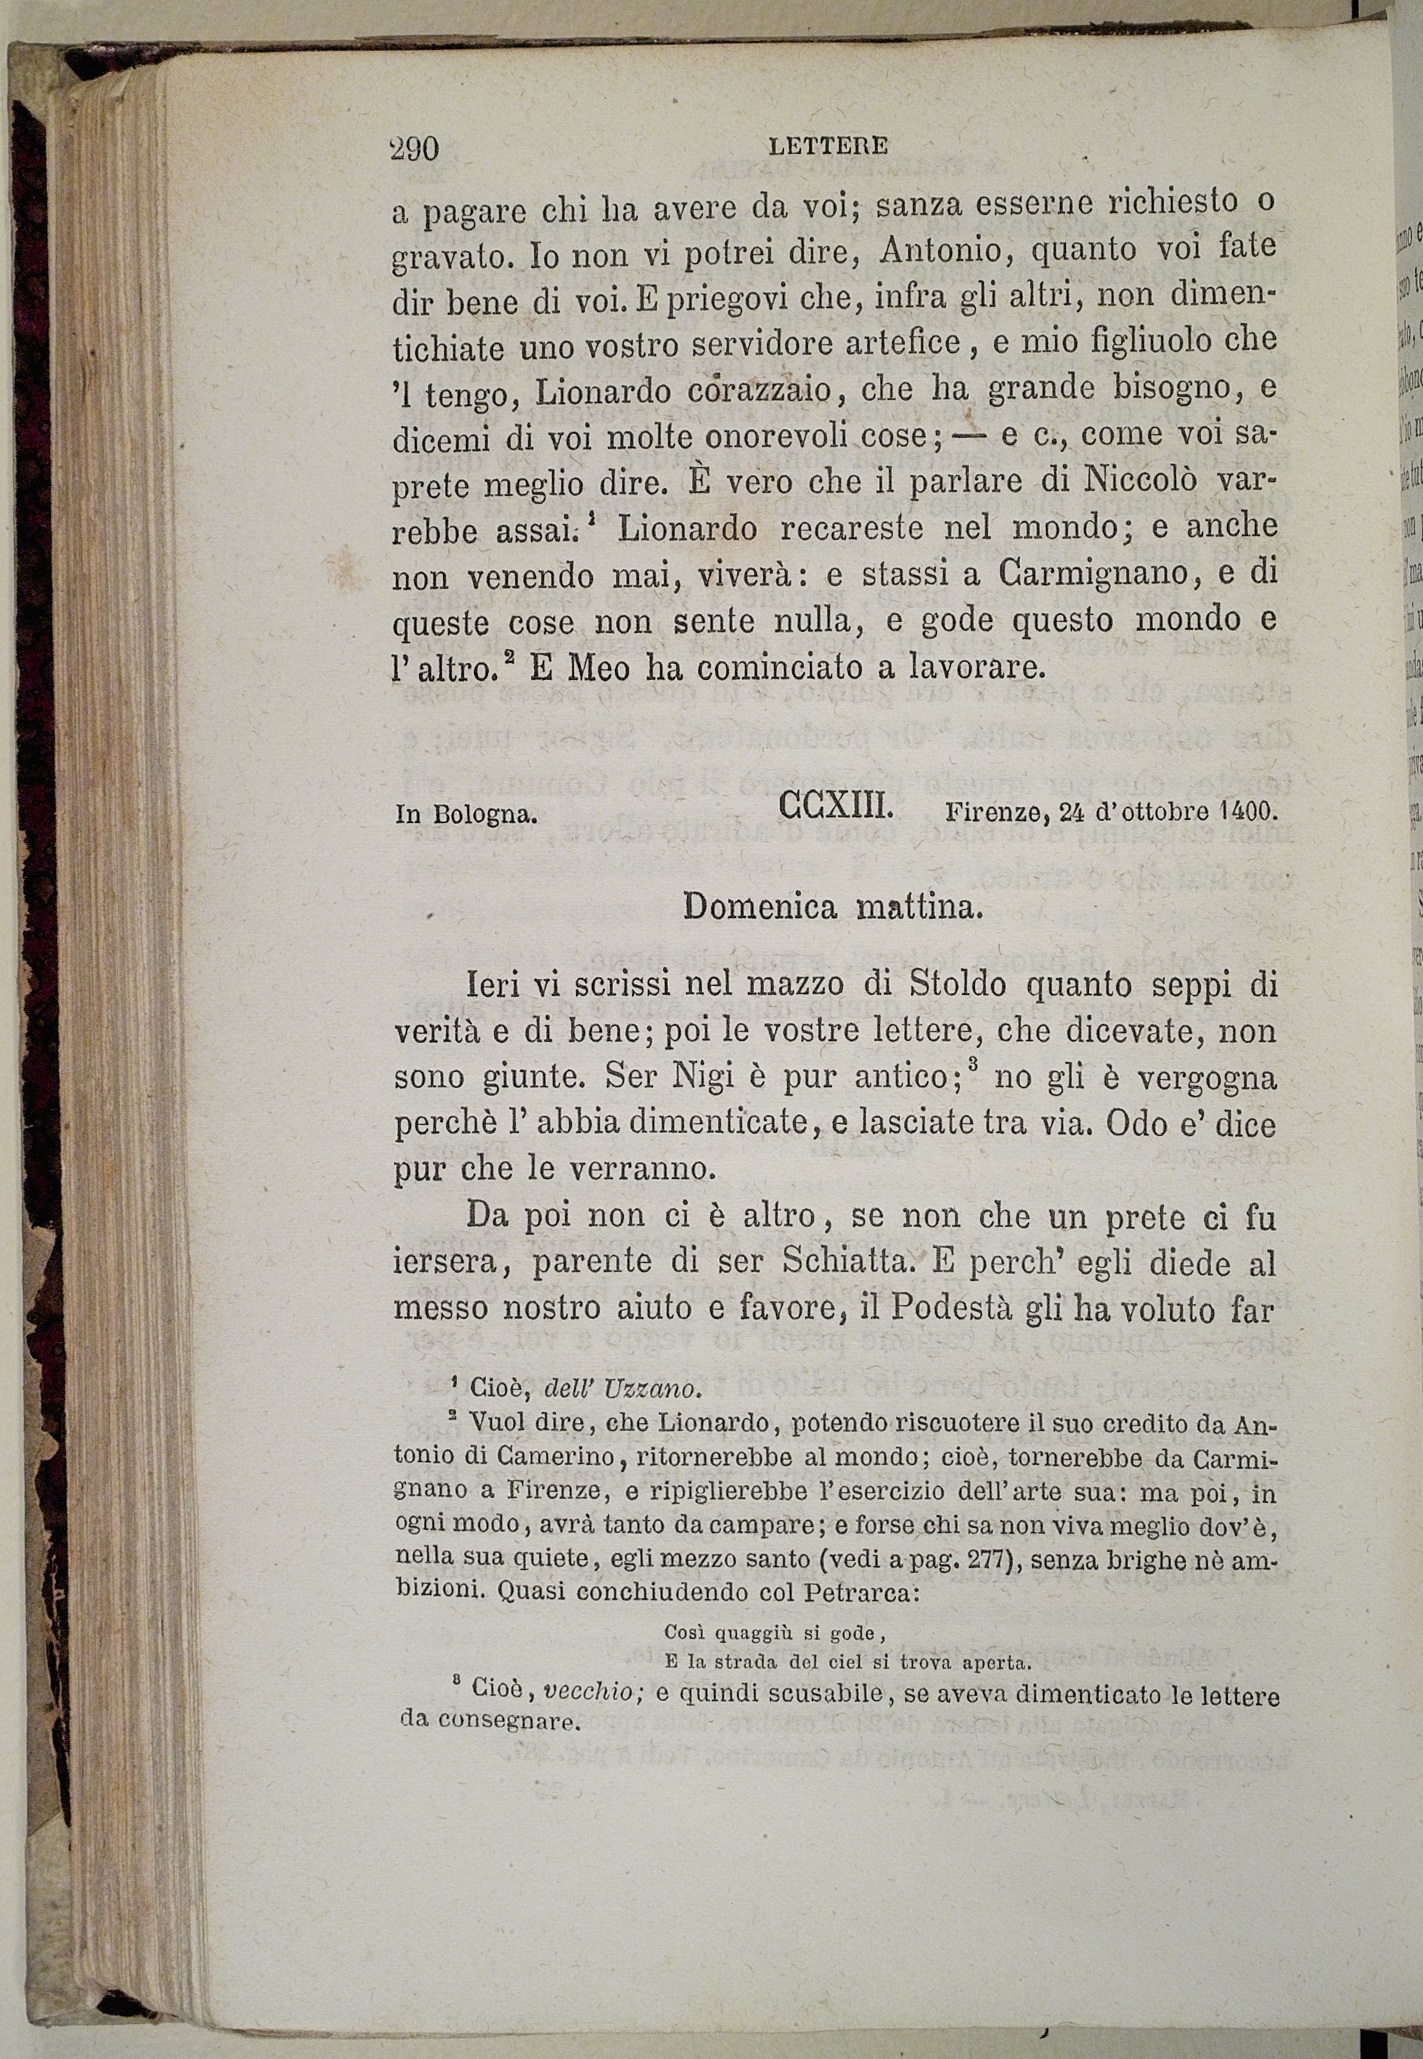 290
LETTERE
a pagare chi ha avere da voi; sanza esserne richiesto o
gravato. Io non vi potrei dire, Antonio, quanto voi fate
dir bene di voi. E priegovi che, infra gli altri, non dimen-
tichiate uno vostro servidore artefice, e mio figliuolo che
'l tengo, Lionardo corazzaio, che ha grande bisogno, e
dicemi di voi molte onorevoli cose; — e c., come voi sa-
prete meglio dire. È vero che il parlare di Niccolò var-
rebbe assai.¹ Lionardo recareste nel mondo; e anche
non venendo mai, viverà: e stassi a Carmignano, e di
queste cose non sente nulla, e gode questo mondo e
l' altro.² E Meo ha cominciato a lavorare.
In Bologna. CCXIII. Firenze, 24 d' ottobre 1400.
Domenica mattina.
Ieri vi scrissi nel mazzo di Stoldo quanto seppi di
verità e di bene; poi le vostre lettere, che dicevate, non
sono giunte. Ser Nigi è pur antico;³ no gli è vergogna
perchè l' abbia dimenticate, e lasciate tra via. Odo e' dice
pur che le verranno.
Da poi non ci è altro, se non che un prete ci fu
iersera, parente di ser Schiatta. E perch' egli diede al
messo nostro aiuto e favore, il Podestà gli ha voluto far
¹ Cioè, dell' Uzzano.
² Vuol dire, che Lionardo, potendo riscuotere il suo credito da An-
tonio di Camerino, ritornerebbe al mondo; cioè, tornerebbe da Carmi-
gnano a Firenze, e ripiglierebbe l'esercizio dell'arte sua: ma poi, in
ogni modo, avrà tanto da campare; e forse chi sa non viva meglio dov'è,
nella sua quiete, egli mezzo santo (vedi a pag. 277), senza brighe nè am-
bizioni. Quasi conchiudendo col Petrarca:
Così quaggiù si gode,
E la strada del ciel si trova aperta.
³ Cioè, vecchio; e quindi scusabile, se aveva dimenticato le lettere
da consegnare.